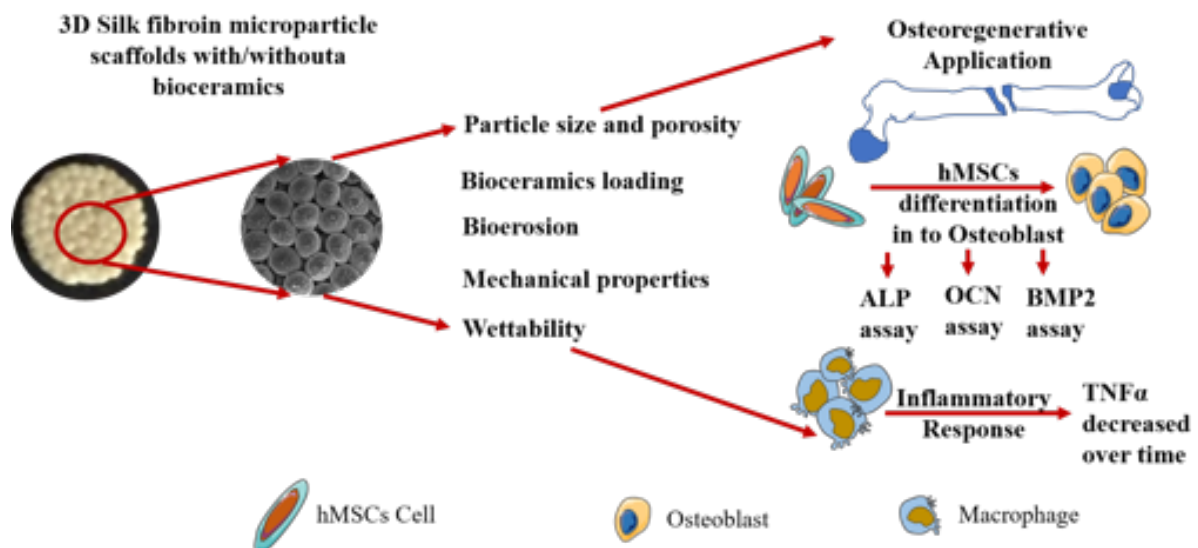 3D Silk fibroin microparticle
scaffolds with/withouta
bioceramics
Particle size and porosity
Bioceramics loading
Bioerosion
Mechanical properties
Wettability
Osteoregenerative
Application
hMSCs
differentiation
in to Osteoblast
ALP
assay
OCN
assay
BMP2
assay
Inflammatory
Response
TNFα
decreased
over time
hMSCs Cell
Osteoblast
Macrophage